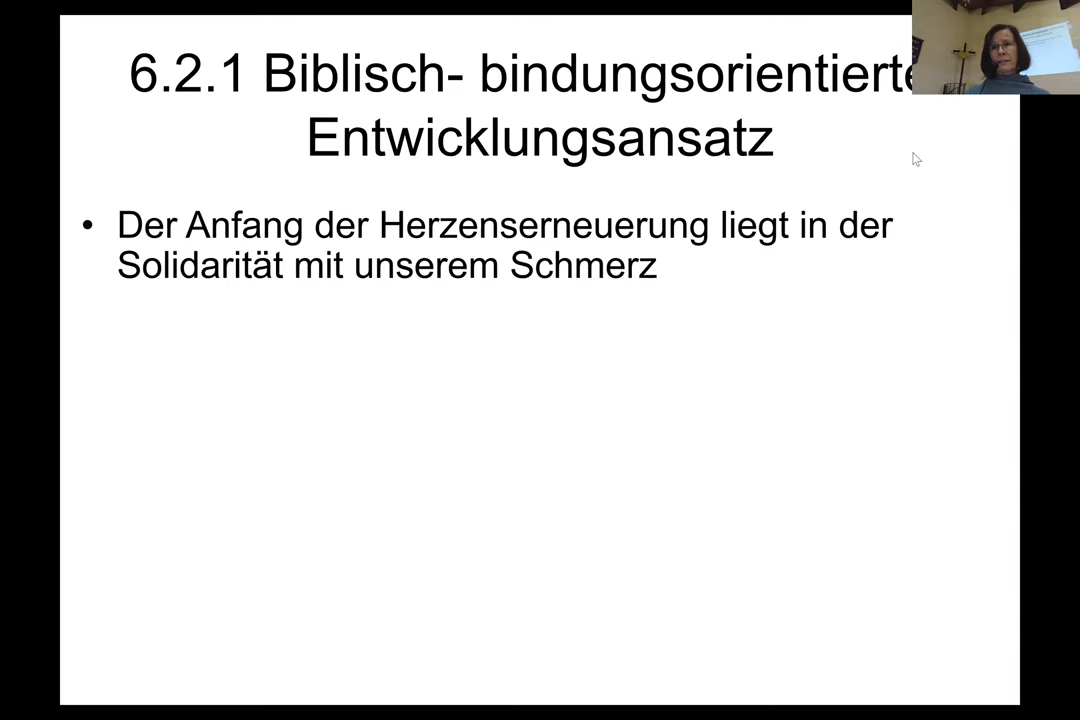 6.2.1 Biblisch- bindungsorientierte
Entwicklungsansatz
• Der Anfang der Herzenserneuerung liegt in der
Solidarität mit unserem Schmerz